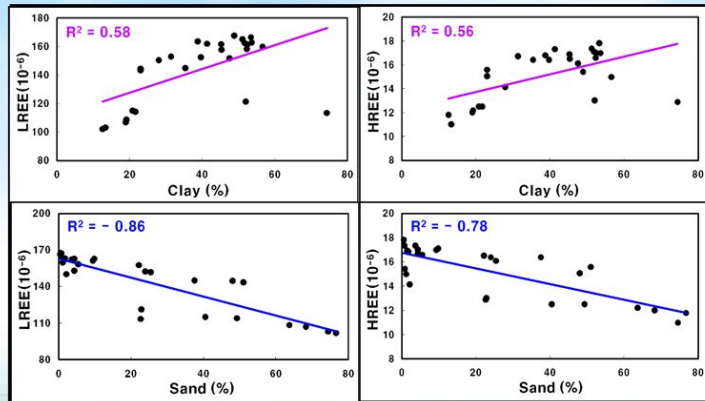 R² = 0.58
LREE(10⁻⁶)
180
160
140
120
100
80
0 20 40 60 80
Clay (%)
R² = 0.56
HREE(10⁻⁶)
20
18
16
14
12
10
8
0 20 40 60 80
Clay (%)
R² = − 0.86
LREE(10⁻⁶)
200
170
140
110
80
0 20 40 60 80
Sand (%)
R² = − 0.78
HREE(10⁻⁶)
20
18
16
14
12
10
8
0 20 40 60 80
Sand (%)